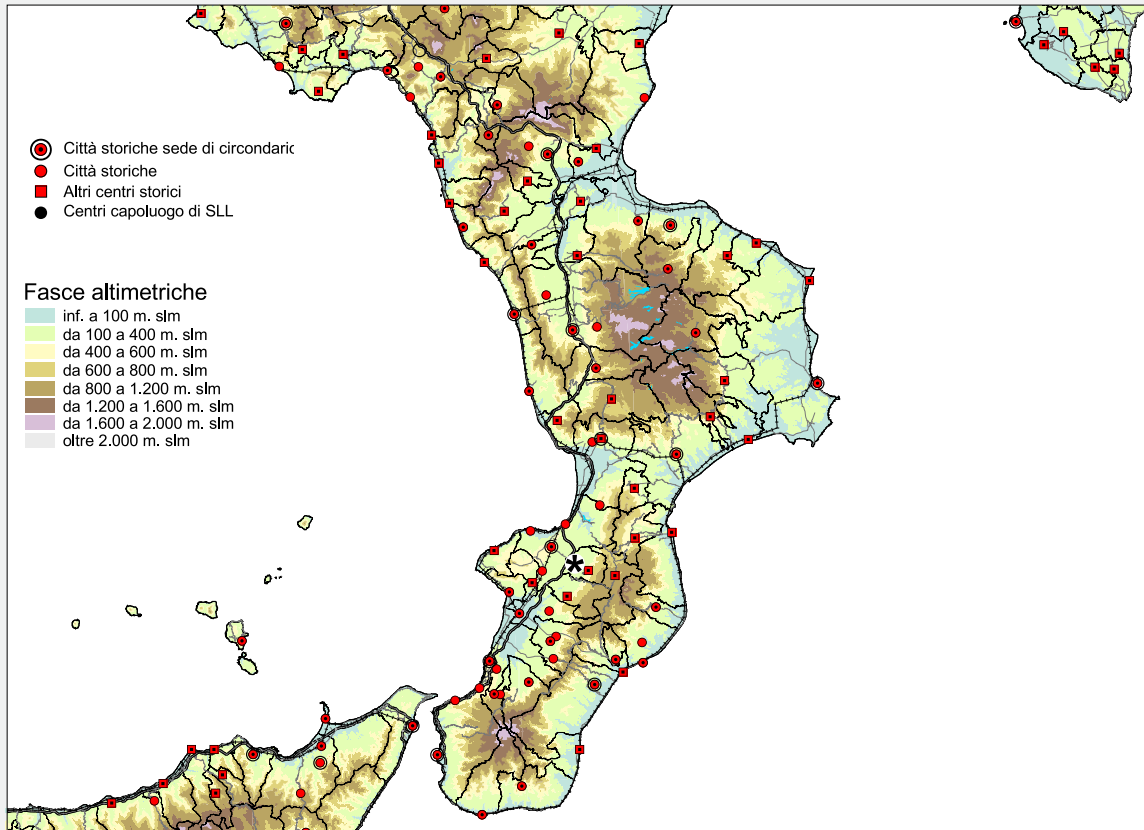 Città storiche sede di circondaric
Città storiche
Altri centri storici
Centri capoluogo di SLL
Fasce altimetriche
inf. a 100 m. slm
da 100 a 400 m. slm
da 400 a 600 m. slm
da 600 a 800 m. slm
da 800 a 1.200 m. slm
da 1.200 a 1.600 m. slm
da 1.600 a 2.000 m. slm
oltre 2.000 m. slm
*